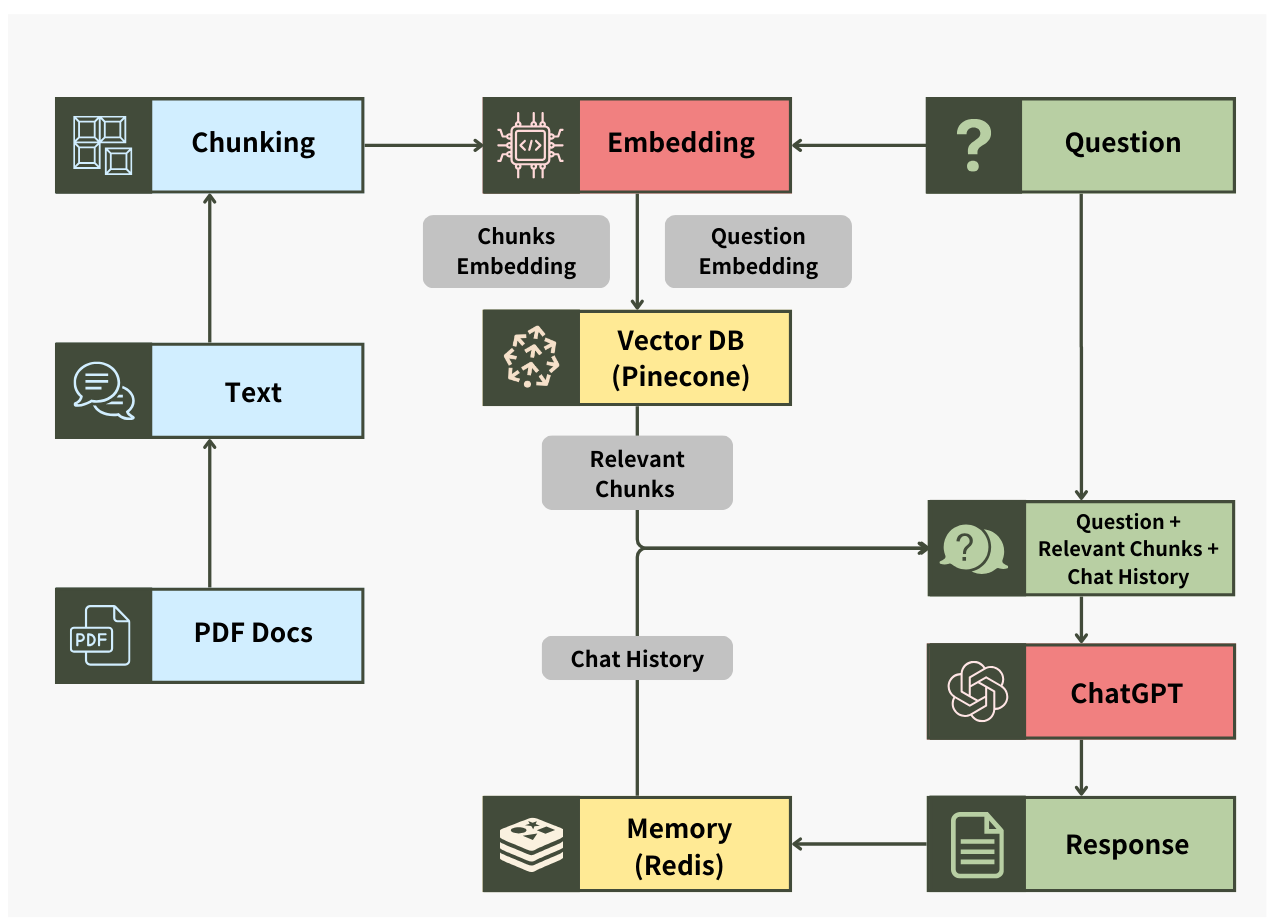 Chunking
Embedding
Question
Chunks
Embedding
Question
Embedding
Vector DB
(Pinecone)
Text
Relevant
Chunks
Question +
Relevant Chunks +
Chat History
PDF
PDF Docs
Chat History
ChatGPT
Memory
(Redis)
Response